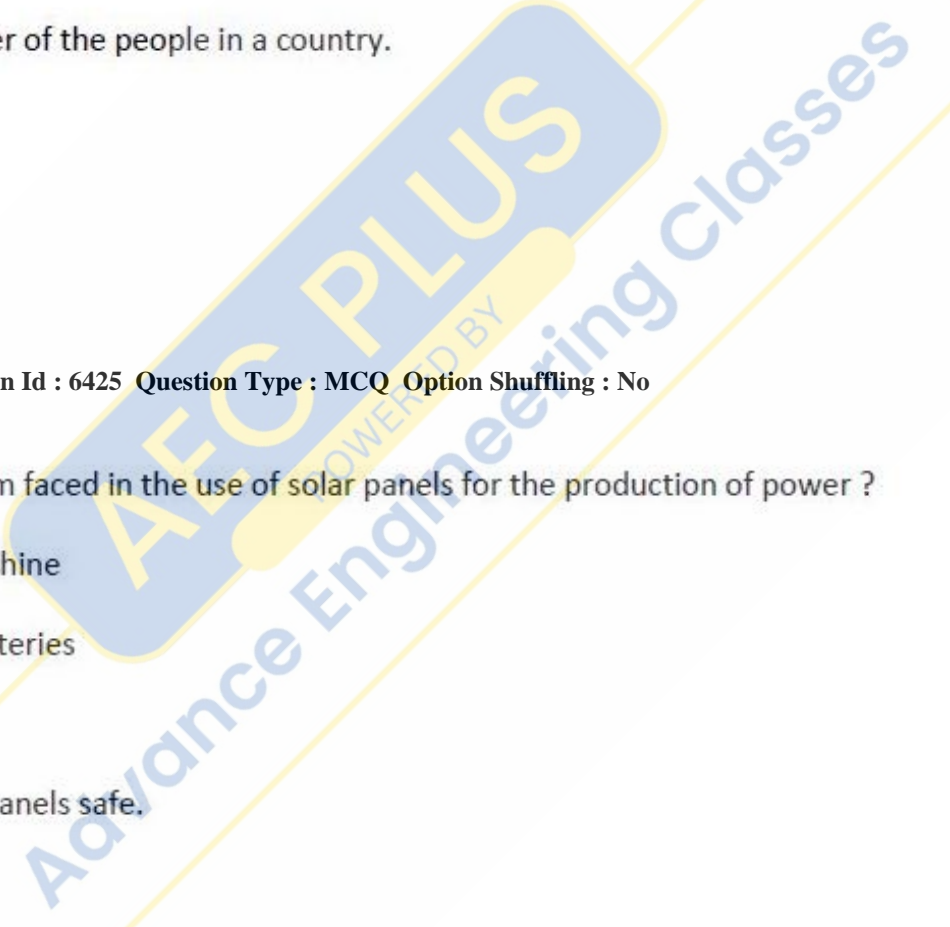 er of the people in a country.
n Id : 6425 Question Type : MCQ Option Shuffling : No
m faced in the use of solar panels for the production of power ?
hine
teries
anels safe.
AEC PLUS
POWERED BY
Advance Engineering Classes